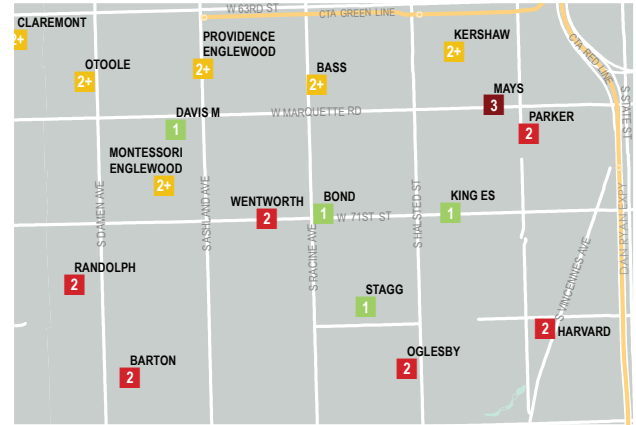 W 63RD ST
CTA GREEN LINE
CLAREMONT
2+
PROVIDENCE
ENGLEWOOD
2+
KERSHAW
2+
OTOOLE
2+
BASS
2+
CTA RED LINE
S STATE ST
MAYS
3
DAVIS M
1
W MARQUETTE RD
PARKER
2
MONTESSORI
ENGLEWOOD
2+
S DAMEN AVE
S ASHLAND AVE
WENTWORTH
2
BOND
1
W 71ST ST
S RACINE AVE
S HALSTED ST
KING ES
1
S VINCENNES AVE
DAN RYAN EXPY
RANDOLPH
2
STAGG
1
2
HARVARD
BARTON
2
OGLESBY
2